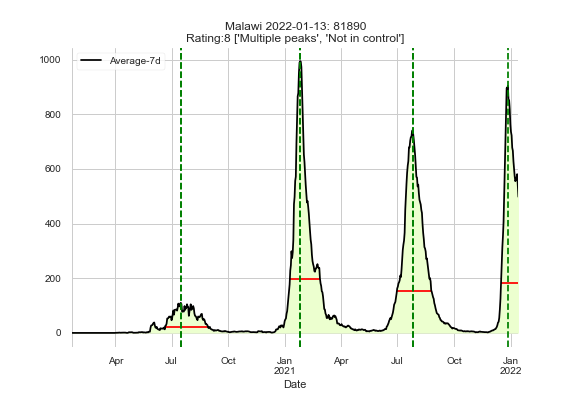 Malawi 2022-01-13: 81890
Rating:8 ['Multiple peaks', 'Not in control']
Average-7d
1000
800
600
400
200
0
Apr Jul Oct Jan Apr Jul Oct Jan
2021 2022
Date